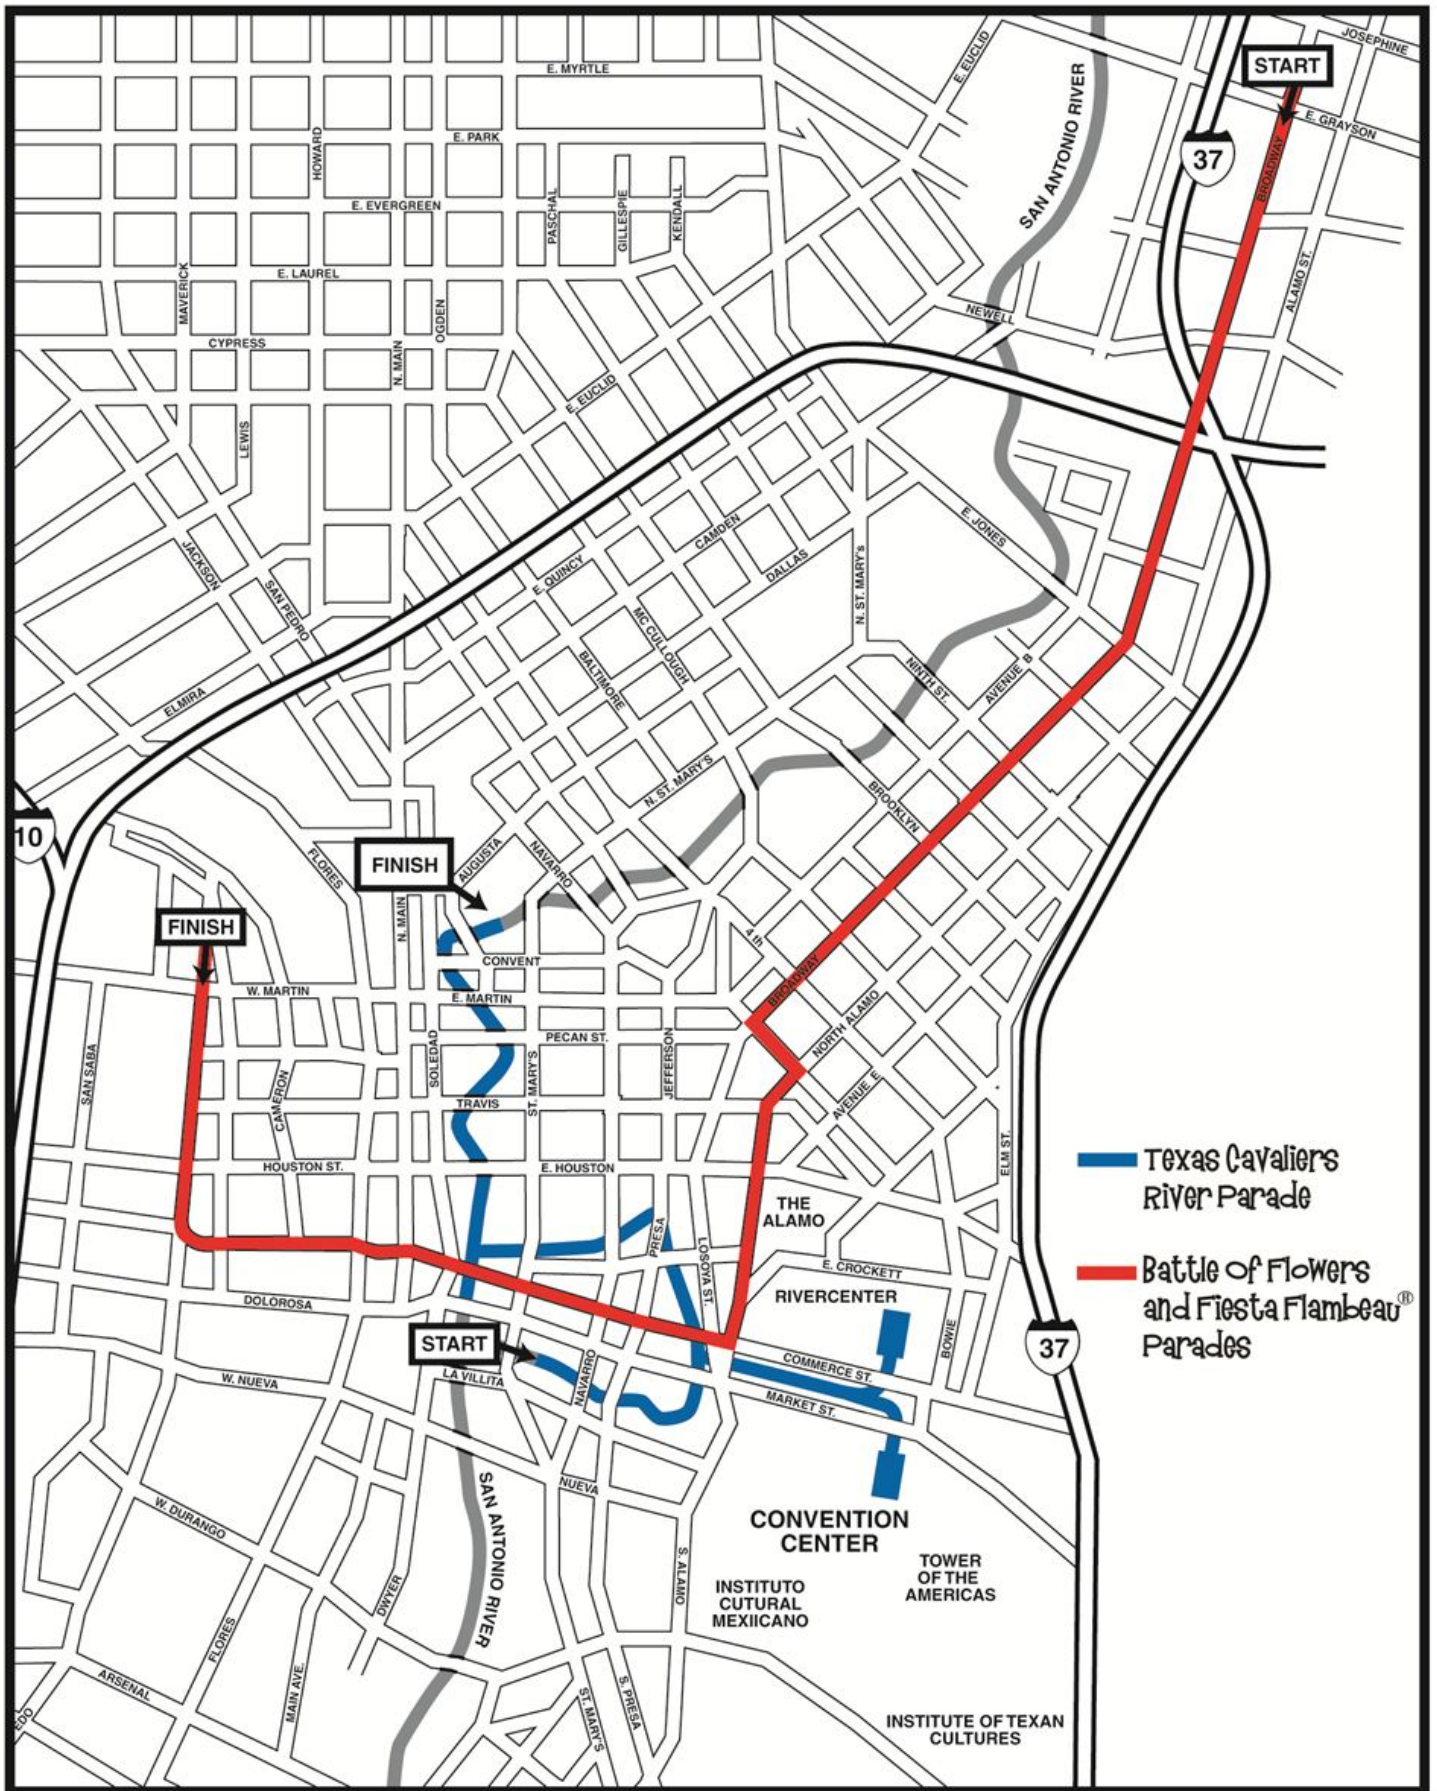 JOSEPHINE
START
E. EUCLID
E. MYRTLE
SAN ANTONIO RIVER
E. GRAYSON
37
BROADWAY
E. PARK
HOWARD
E. EVERGREEN
PASCHAL
GILLESPIE
KENDALL
ALAMO ST.
E. LAUREL
MAVERICK
OGDEN
NEWELL
CYPRESS
N. MAIN
E. EUCLID
LEWIS
E. JONES
CAMDEN
DALLAS
N. ST. MARY's
E. QUINCY
JACKSON
SAN PEDRO
MC CULLOUGH
BALTIMORE
NINTH ST.
AVENUE B
ELMIRA
N. ST. MARY'S
BROOKLYN
10
FINISH
AUGUSTA
NAVARRO
FLORES
N. MAIN
FINISH
4 th
CONVENT
BROADWAY
W. MARTIN
E. MARTIN
NORTH ALAMO
PECAN ST.
SAN SABA
SOLEDAD
ST. MARY'S
JEFFERSON
CAMERON
TRAVIS
AVENUE E
ELM ST.
HOUSTON ST.
E. HOUSTON
Texas Cavaliers
River Parade
THE
ALAMO
PRESA
LOSOYA ST.
E. CROCKETT
Battle of Flowers
and Fiesta Flambeau®
Parades
RIVERCENTER
DOLOROSA
START
BOWIE
37
COMMERCE ST.
LA VILLITA
NAVARRO
W. NUEVA
MARKET ST.
NUEVA
SAN ANTONIO RIVER
W. DURANGO
CONVENTION
CENTER
TOWER
OF THE
AMERICAS
INSTITUTO
CUTURAL
MEXIICANO
S. ALAMO
DWYER
FLORES
ARSENAL
MAIN AVE.
ST. MARY'S
S. PRESA
EDO
INSTITUTE OF TEXAN
CULTURES